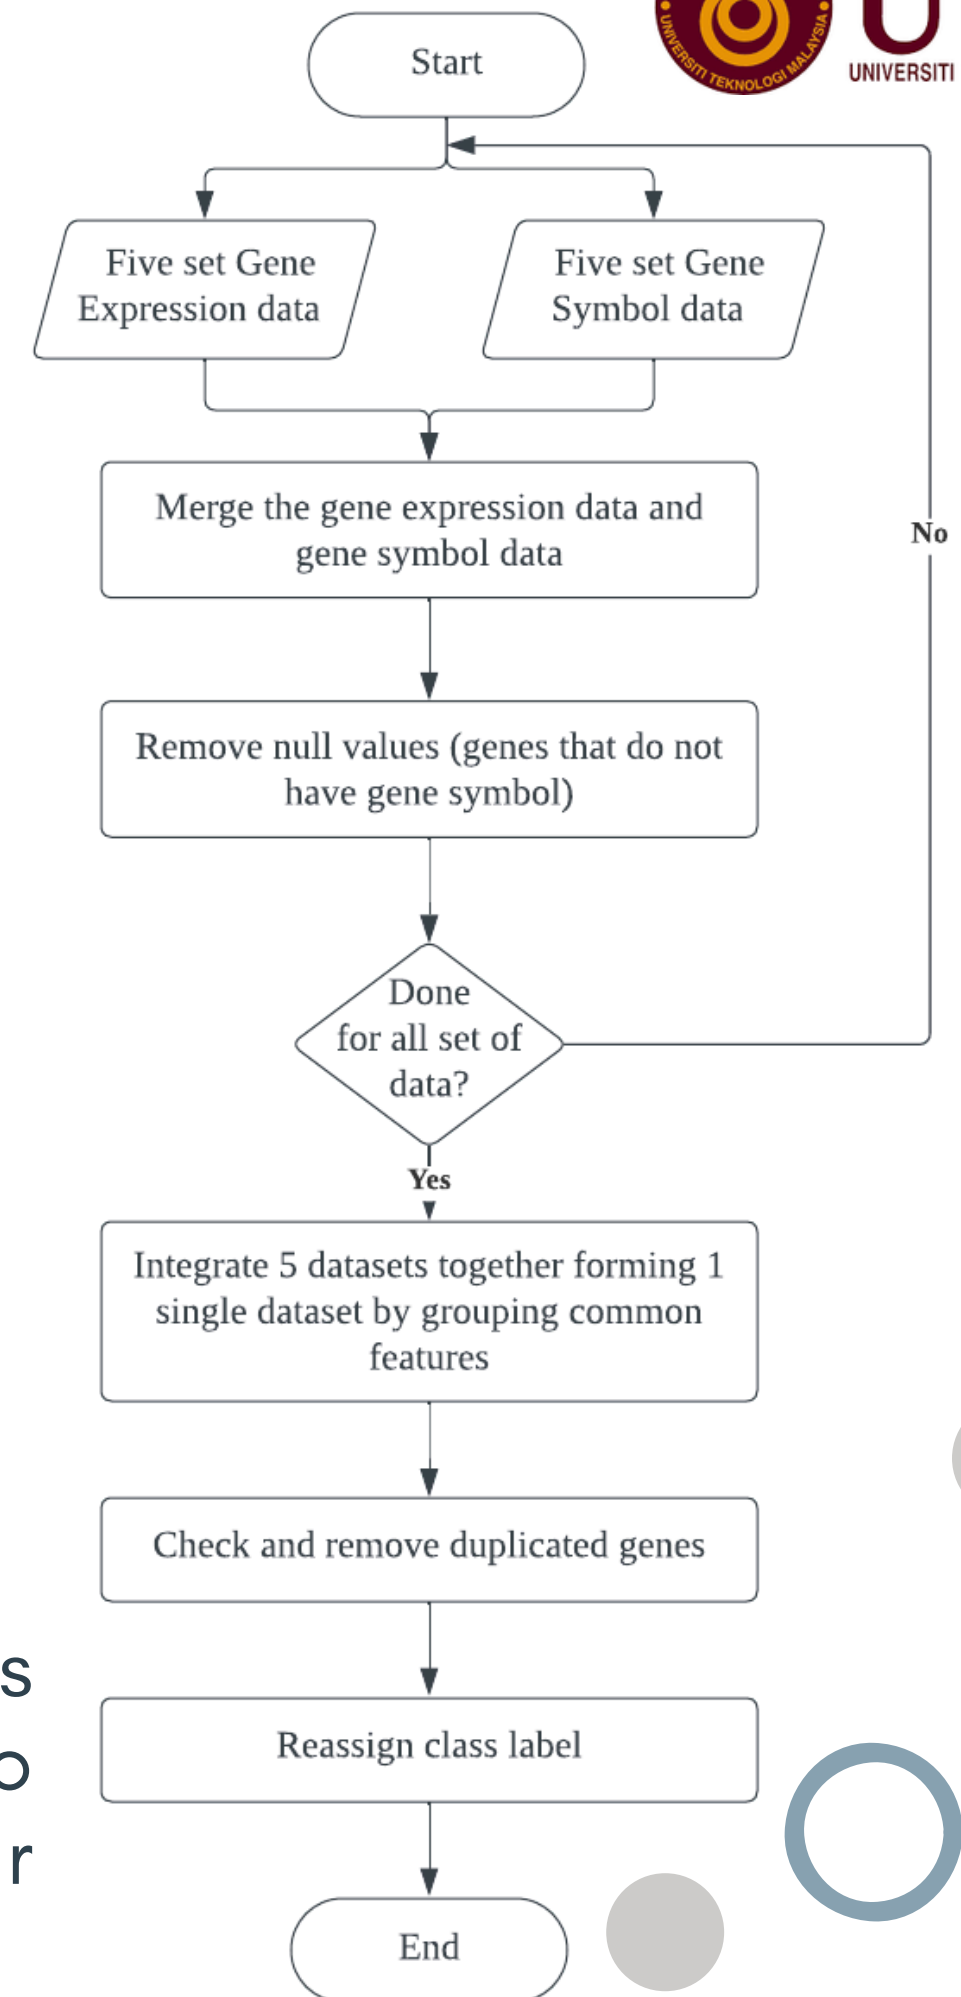 UNIVERSITI TEKNOLOGI MALAYSIA
U
UNIVERSITI
Start
Five set Gene
Expression data
Five set Gene
Symbol data
Merge the gene expression data and
gene symbol data
No
Remove null values (genes that do not
have gene symbol)
Done
for all set of
data?
Yes
Integrate 5 datasets together forming 1
single dataset by grouping common
features
Check and remove duplicated genes
s
o
r
Reassign class label
End